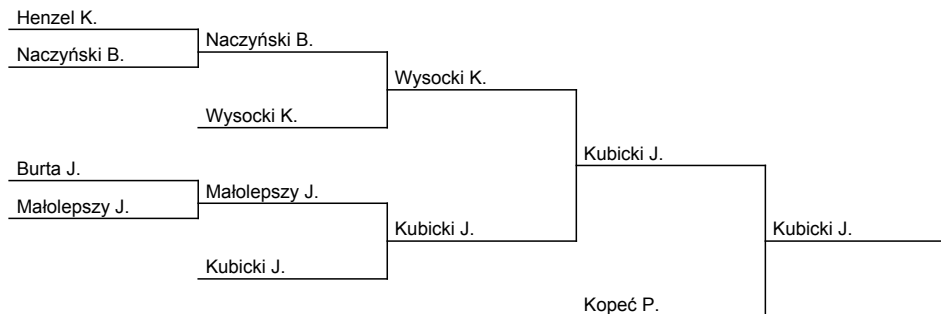 Henzel K.
Naczyński B.
Naczyński B.
Wysocki K.
Wysocki K.
Burta J.
Kubicki J.
Małolepszy J.
Małolepszy J.
Kubicki J.
Kubicki J.
Kubicki J.
Kopeć P.